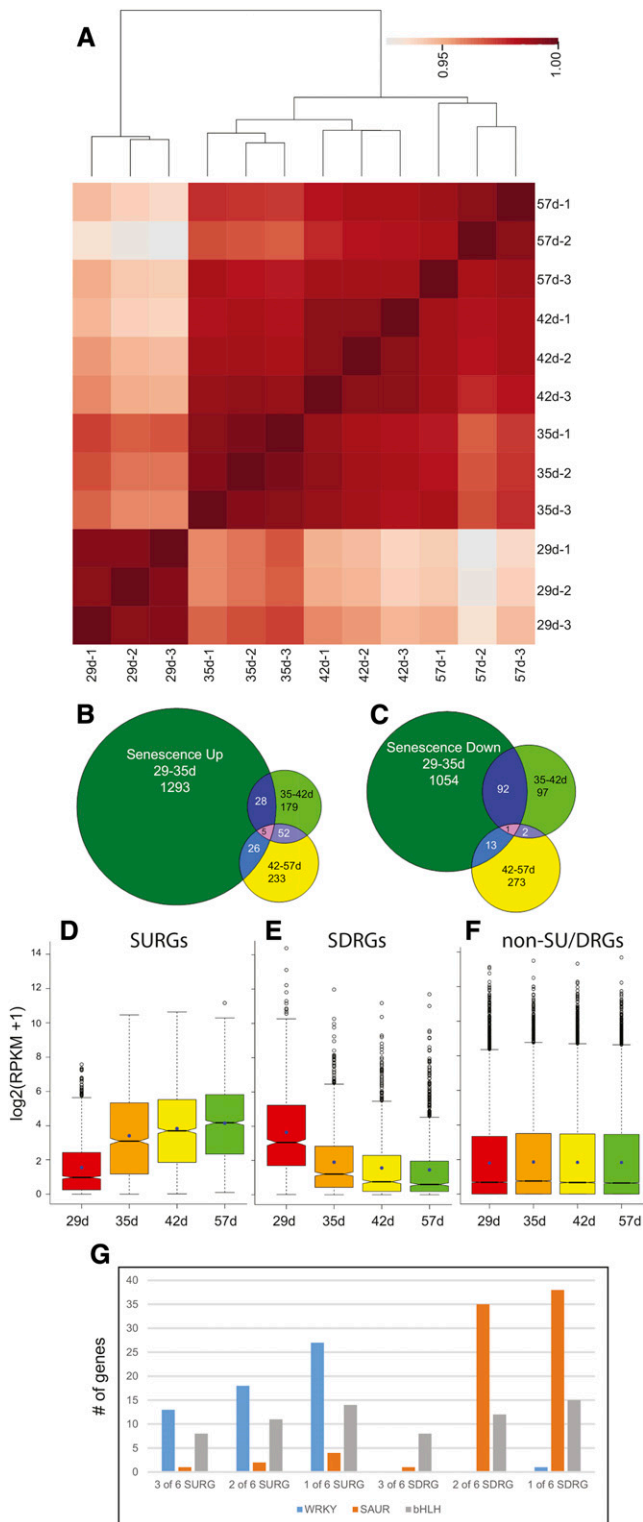 A
0.95
1.00
57d-1
57d-2
57d-3
42d-1
42d-2
42d-3
35d-1
35d-2
35d-3
29d-1
29d-2
29d-3
29d-1 29d-2 29d-3 35d-1 35d-2 35d-3 42d-1 42d-2 42d-3 57d-1 57d-2 57d-3
B
Senescence Up
29-35d
1293
28
35-42d
179
5
52
26
42-57d
233
C
Senescence Down
29-35d
1054
92
35-42d
97
1
2
13
42-57d
273
D SURGs
E SDRGs
F non-SU/DRGs
log2(RPKM +1)
14
12
10
8
6
4
2
0
29d 35d 42d 57d
29d 35d 42d 57d
29d 35d 42d 57d
G
# of genes
40
35
30
25
20
15
10
5
0
3 of 6 SURG 2 of 6 SURG 1 of 6 SURG 3 of 6 SDRG 2 of 6 SDRG 1 of 6 SDRG
WRKY SAUR bHLH